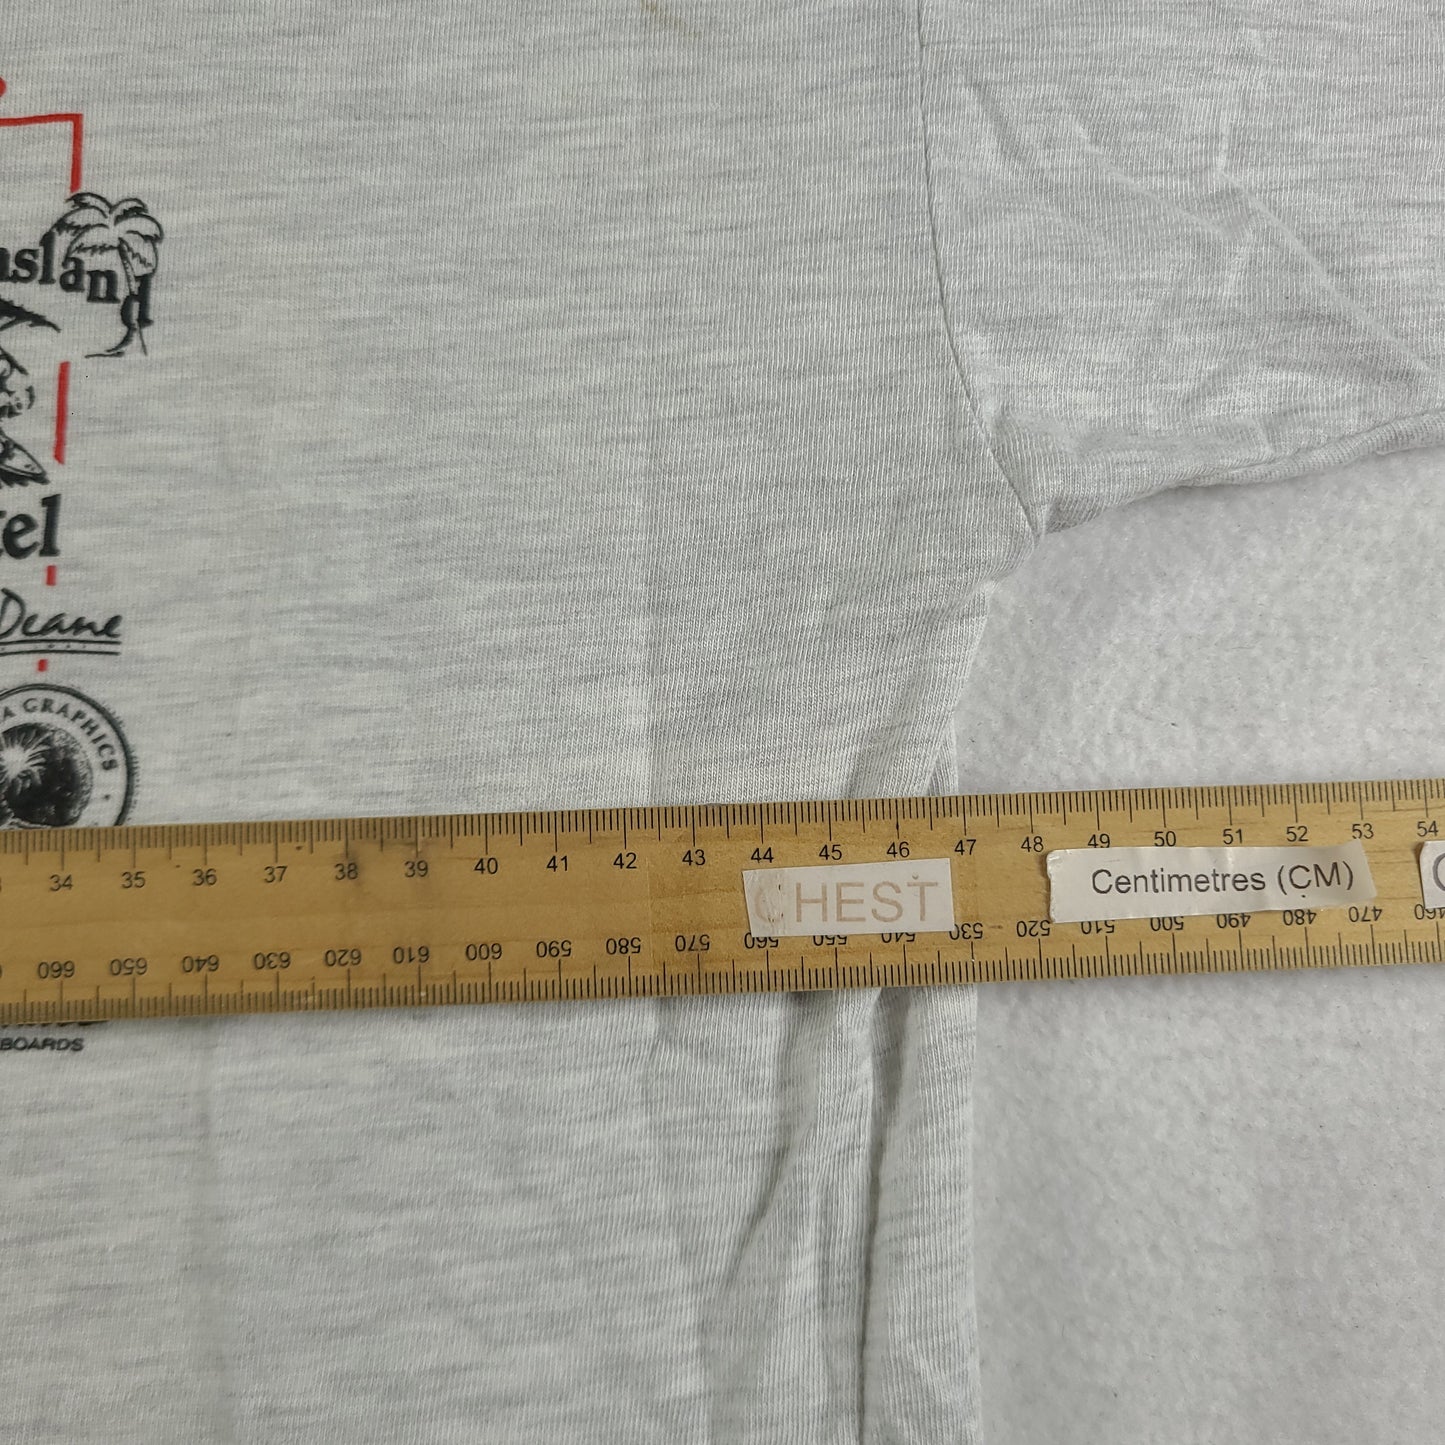 nsland
el
Deane
A GRAPHICS
34 35 36 37 38 39 40 41 42 43 44 45 46 47 48 49 50 51 52 53 54
CHEST
Centimetres (CM)
660 650 640 630 620 610 600 590 580 570 560 550 540 530 520 510 500 490 480 470 460
BOARDS